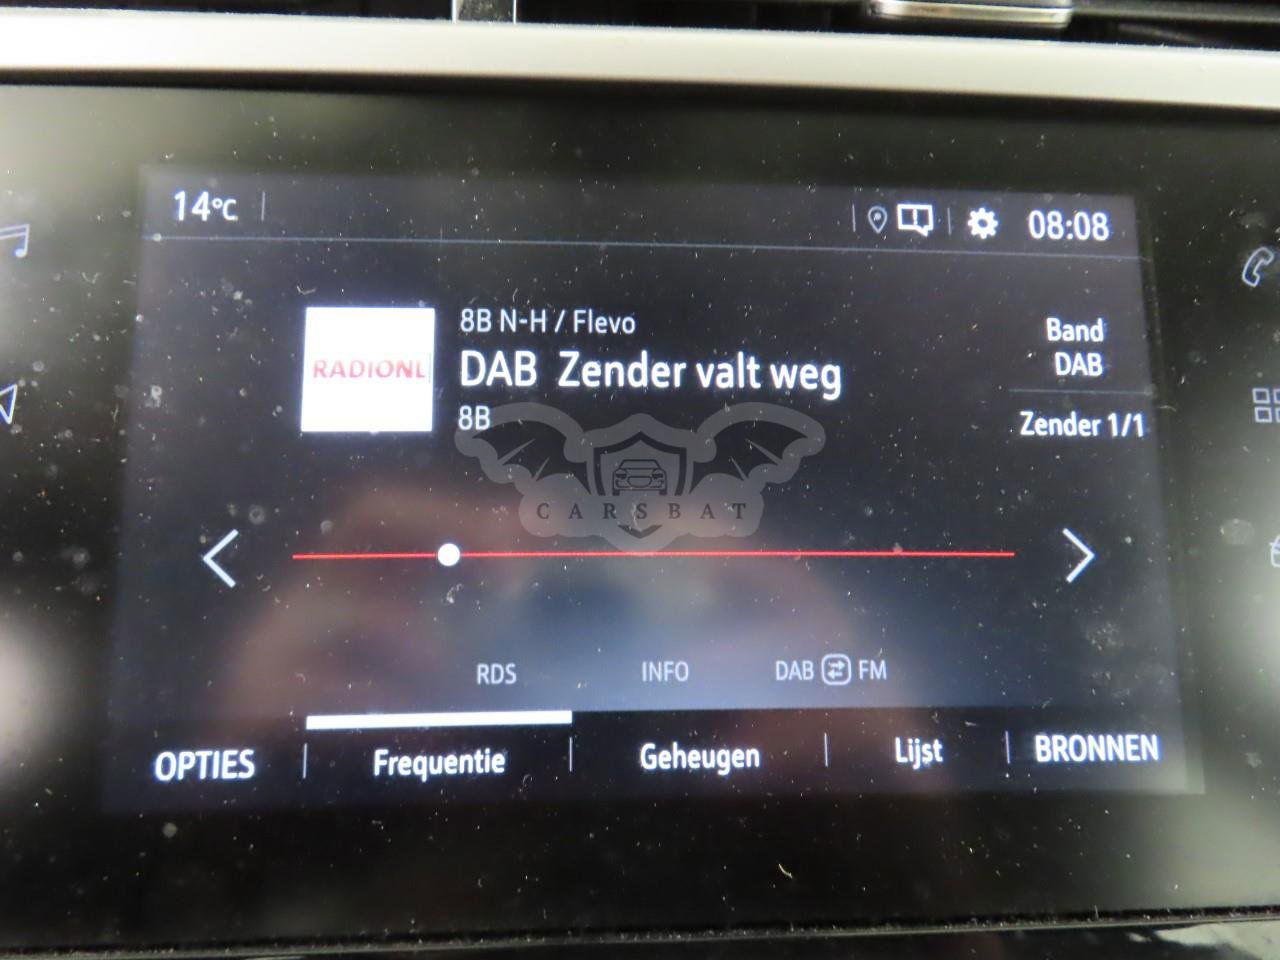 14°C
08:08
8B N-H / Flevo
RADIONL
DAB Zender valt weg
8B
Band
DAB
Zender 1/1
CARSBAT
RDS
INFO
DAB FM
OPTIES
Frequentie
Geheugen
Lijst
BRONNEN